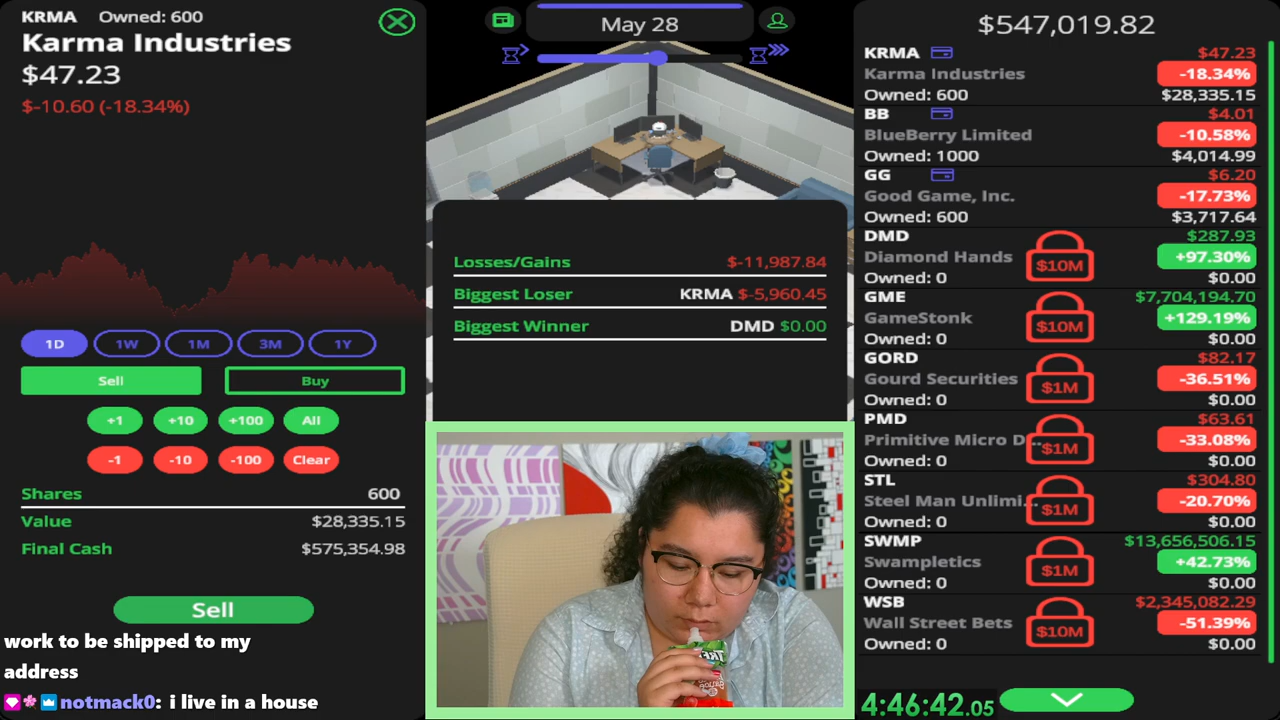 KRMA Owned: 600
Karma Industries
$47.23
$-10.60 (-18.34%)
1D 1W 1M 3M 1Y
Sell Buy
+1 +10 +100 All
-1 -10 -100 Clear
Shares 600
Value $28,335.15
Final Cash $575,354.98
Sell
work to be shipped to my
address
notmack0: i live in a house
May 28
Losses/Gains $-11,987.84
Biggest Loser KRMA $-5,960.45
Biggest Winner DMD $0.00
$547,019.82
KRMA $47.23
Karma Industries -18.34%
Owned: 600 $28,335.15
BB $4.01
BlueBerry Limited -10.58%
Owned: 1000 $4,014.99
GG $6.20
Good Game, Inc. -17.73%
Owned: 600 $3,717.64
DMD $287.93
Diamond Hands $10M +97.30%
Owned: 0 $0.00
GME $7,704,194.70
GameStonk $10M +129.19%
Owned: 0 $0.00
GORD $82.17
Gourd Securities $1M -36.51%
Owned: 0 $0.00
PMD $63.61
Primitive Micro D... $1M -33.08%
Owned: 0 $0.00
STL $304.80
Steel Man Unlimi... $1M -20.70%
Owned: 0 $0.00
SWMP $13,656,506.15
Swampletics $1M +42.73%
Owned: 0 $0.00
WSB $2,345,082.29
Wall Street Bets $10M -51.39%
Owned: 0 $0.00
4:46:42.05